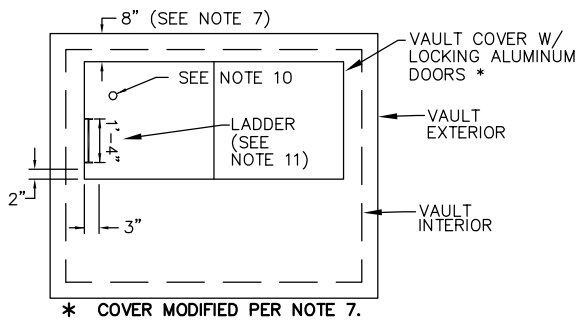 8" (SEE NOTE 7)
VAULT COVER W/
LOCKING ALUMINUM
DOORS *
SEE NOTE 10
1'-4"
LADDER
(SEE
NOTE 11)
VAULT
EXTERIOR
2"
3"
VAULT
INTERIOR
* COVER MODIFIED PER NOTE 7.